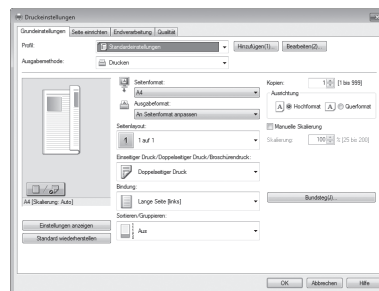 Druckeinstellungen
Grundeinstellungen Seite einrichten Endverarbeitung Qualität
Profil: Standardeinstellungen Hinzufügen(1)... Bearbeiten(2)...
Ausgabemethode: Drucken
Seitenformat: Kopien: 1 [1 bis 999]
A4 Ausrichtung
Ausgabeformat: A Hochformat A Querformat
An Seitenformat anpassen
Seitenlayout: Manuelle Skalierung
1 1 auf 1 Skalierung: 100 % [25 bis 200]
Einseitiger Druck/Doppelseitiger Druck/Broschürendruck:
Doppelseitiger Druck
Bindung:
A4 [Skalierung: Auto] Lange Seite [links] Bundsteg(J)...
Sortieren/Gruppieren:
Einstellungen anzeigen Aus
Standard wiederherstellen
OK Abbrechen Hilfe